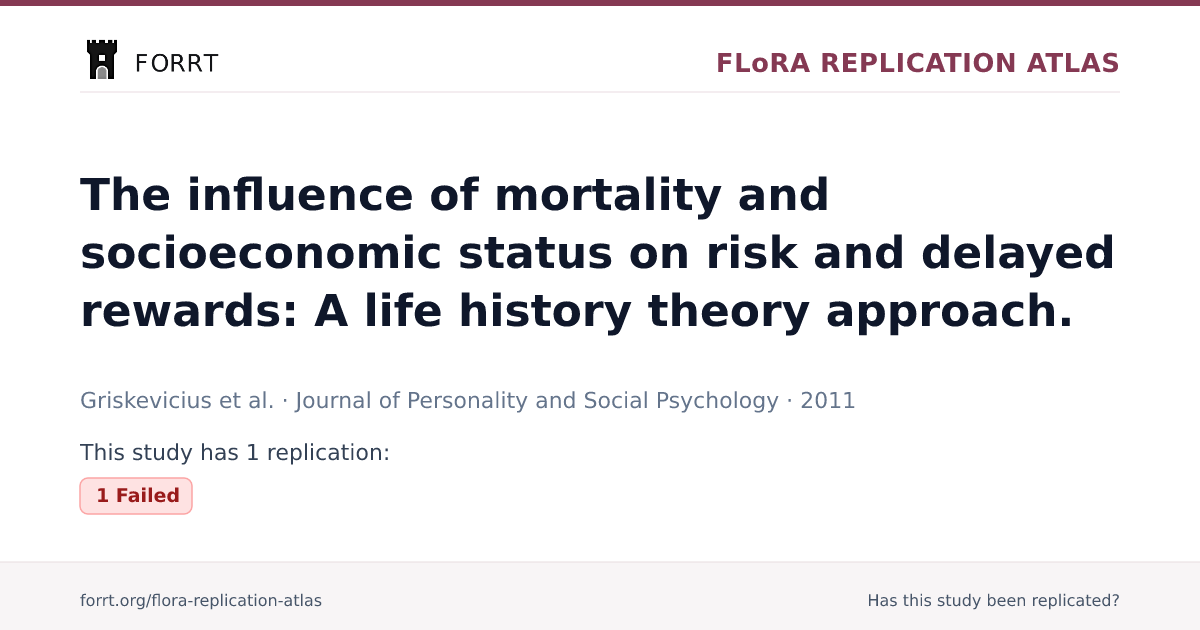 FORRT
FLoRA REPLICATION ATLAS
The influence of mortality and
socioeconomic status on risk and delayed
rewards: A life history theory approach.
Griskevicius et al. · Journal of Personality and Social Psychology · 2011
This study has 1 replication:
1 Failed
forrt.org/flora-replication-atlas
Has this study been replicated?